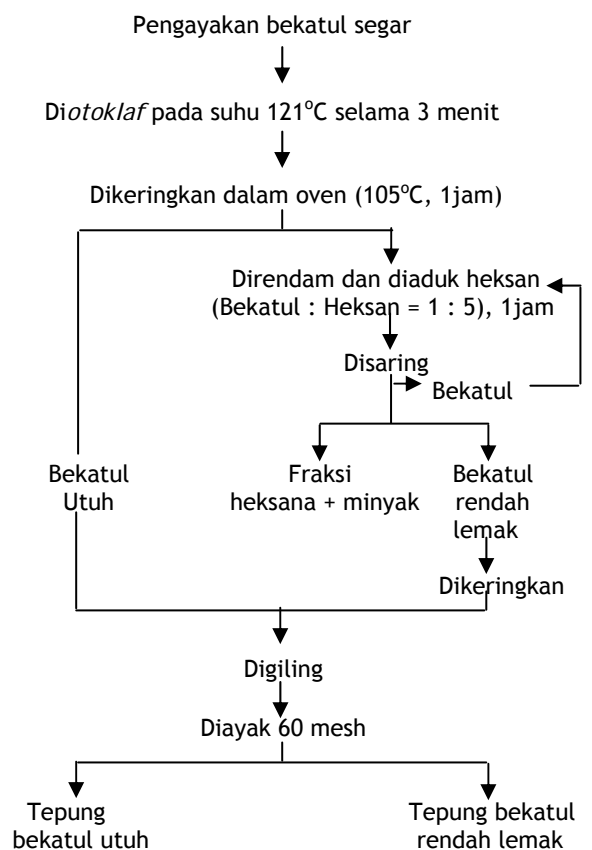 Pengayakan bekatul segar
Diotoklaf pada suhu 121°C selama 3 menit
Dikeringkan dalam oven (105°C, 1jam)
Direndam dan diaduk heksan
(Bekatul : Heksan = 1 : 5), 1jam
Disaring
Bekatul
Bekatul
Utuh
Fraksi
heksana + minyak
Bekatul
rendah
lemak
Dikeringkan
Digiling
Diayak 60 mesh
Tepung
bekatul utuh
Tepung bekatul
rendah lemak